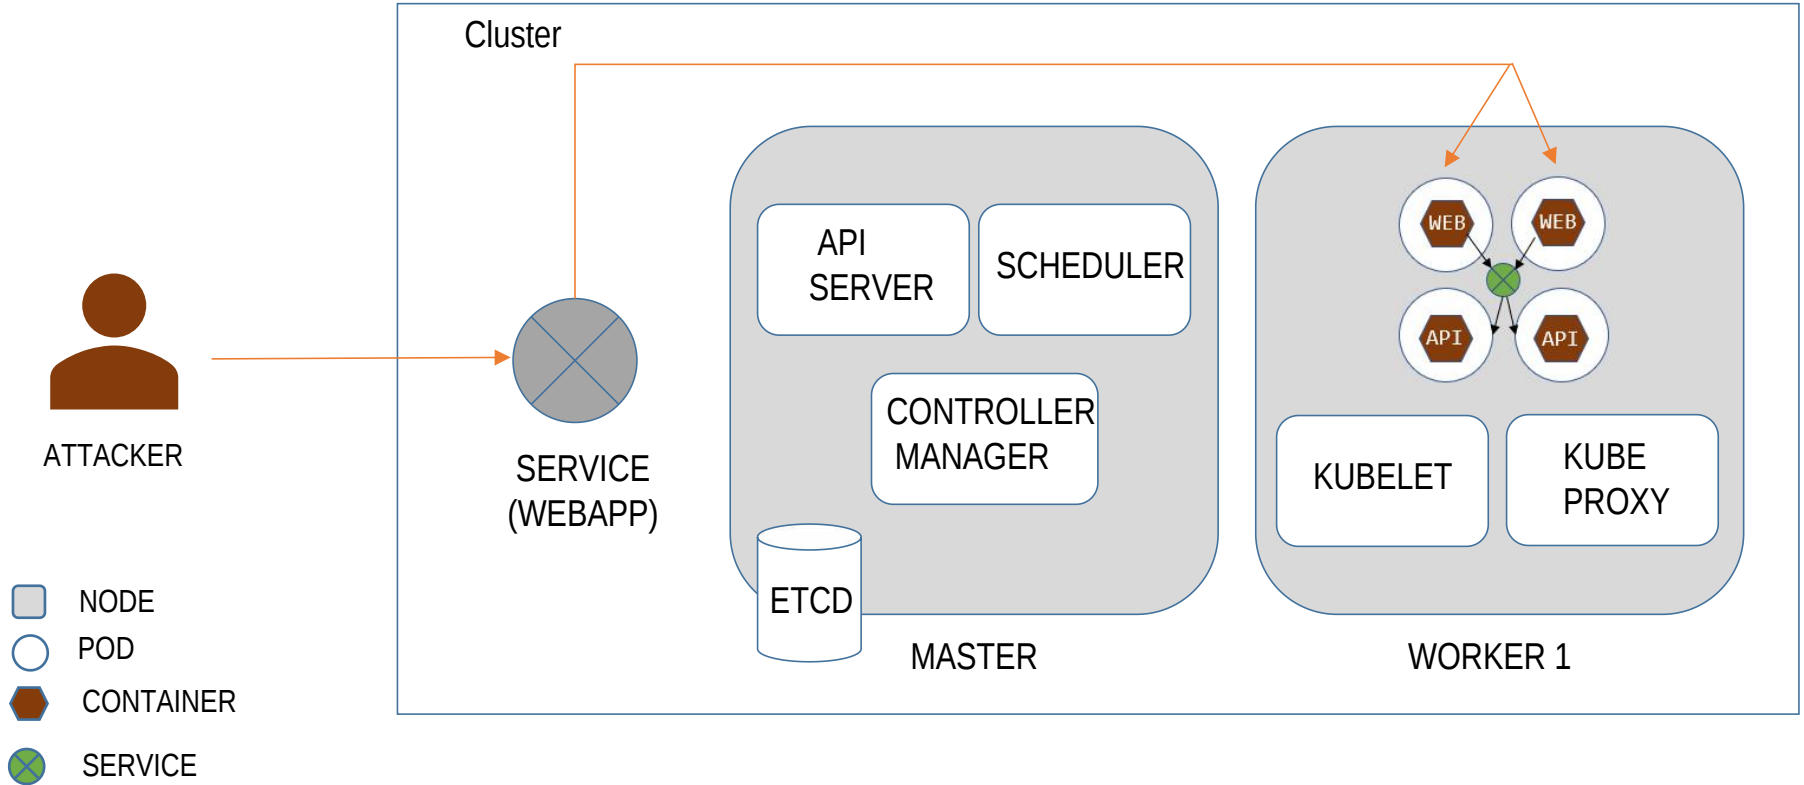 Cluster
API
SERVER
SCHEDULER
CONTROLLER
MANAGER
ETCD
MASTER
WEB
WEB
API
API
KUBELET
KUBE
PROXY
WORKER 1
ATTACKER
SERVICE
(WEBAPP)
NODE
POD
CONTAINER
SERVICE